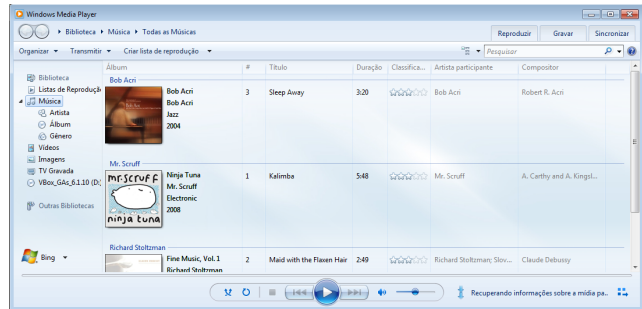 Windows Media Player
Biblioteca Música Todas as Músicas
Reproduzir Gravar Sincronizar
Organizar Transmitir Criar lista de reprodução Pesquisar
Álbum # Título Duração Classifica... Artista participante Compositor
Biblioteca
Listas de Reproduçã
Música
Artista
Álbum
Gênero
Vídeos
Imagens
TV Gravada
VBox_GAs_6.1.10 (D:
Outras Bibliotecas
Bing
Bob Acri
Bob Acri 3 Sleep Away 3:20 Bob Acri Robert R. Acri
Bob Acri
Jazz
2004
Mr. Scruff
mr.scruff
ninja tuna
Ninja Tuna 1 Kalimba 5:48 Mr. Scruff A. Carthy and A. Kingsl...
Mr. Scruff
Electronic
2008
Richard Stoltzman
Fine Music, Vol. 1 2 Maid with the Flaxen Hair 2:49 Richard Stoltzman; Slov... Claude Debussy
Richard Stoltzman
Recuperando informações sobre a mídia pa..